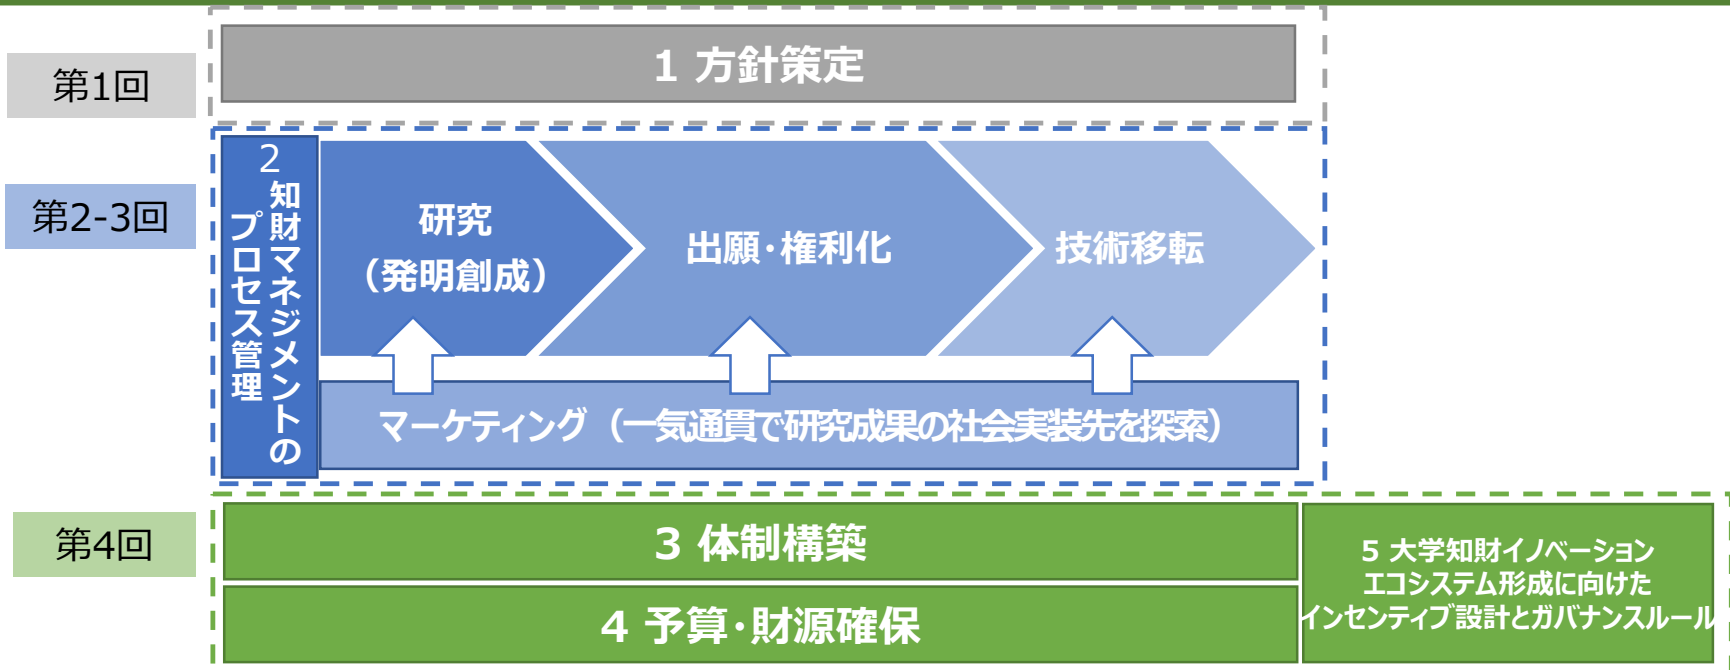 第1回
1 方針策定
第2-3回
2
知財マネジメントの
プロセス管理
研究
（発明創成）
出願・権利化
技術移転
マーケティング（一気通貫で研究成果の社会実装先を探索）
第4回
3 体制構築
4 予算・財源確保
5 大学知財イノベーション
エコシステム形成に向けた
インセンティブ設計とガバナンスルール